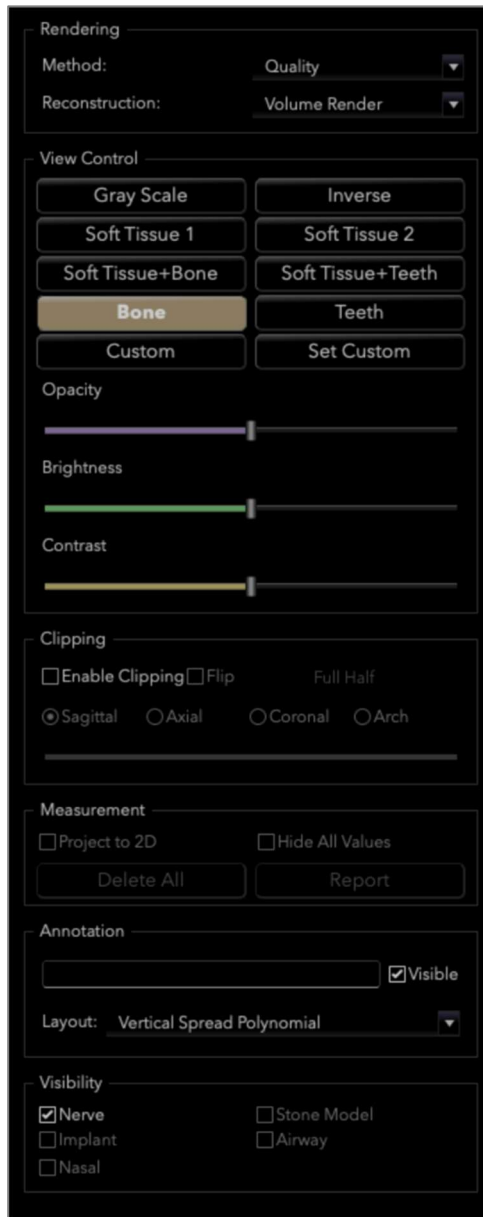 Rendering
Method: Quality
Reconstruction: Volume Render
View Control
Gray Scale Inverse
Soft Tissue 1 Soft Tissue 2
Soft Tissue+Bone Soft Tissue+Teeth
Bone Teeth
Custom Set Custom
Opacity
Brightness
Contrast
Clipping
Enable Clipping Flip Full Half
Sagittal Axial Coronal Arch
Measurement
Project to 2D Hide All Values
Delete All Report
Annotation
Visible
Layout: Vertical Spread Polynomial
Visibility
Nerve Stone Model
Implant Airway
Nasal